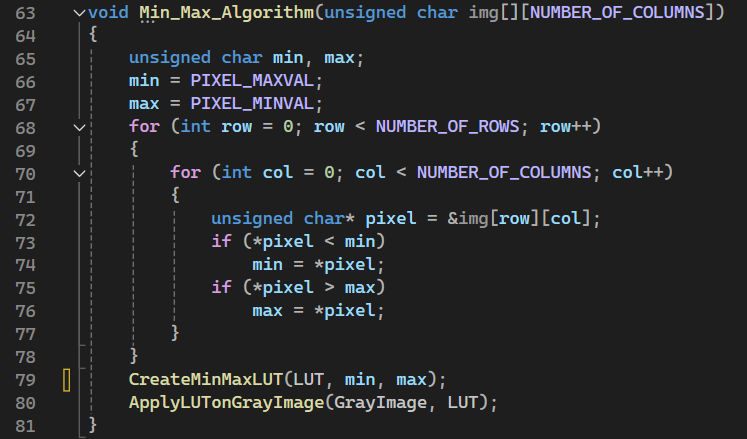 63 void Min_Max_Algorithm(unsigned char img[][NUMBER_OF_COLUMNS])
64 {
65     unsigned char min, max;
66     min = PIXEL_MAXVAL;
67     max = PIXEL_MINVAL;
68     for (int row = 0; row < NUMBER_OF_ROWS; row++)
69     {
70         for (int col = 0; col < NUMBER_OF_COLUMNS; col++)
71         {
72             unsigned char* pixel = &img[row][col];
73             if (*pixel < min)
74                 min = *pixel;
75             if (*pixel > max)
76                 max = *pixel;
77         }
78     }
79     CreateMinMaxLUT(LUT, min, max);
80     ApplyLUTonGrayImage(GrayImage, LUT);
81 }